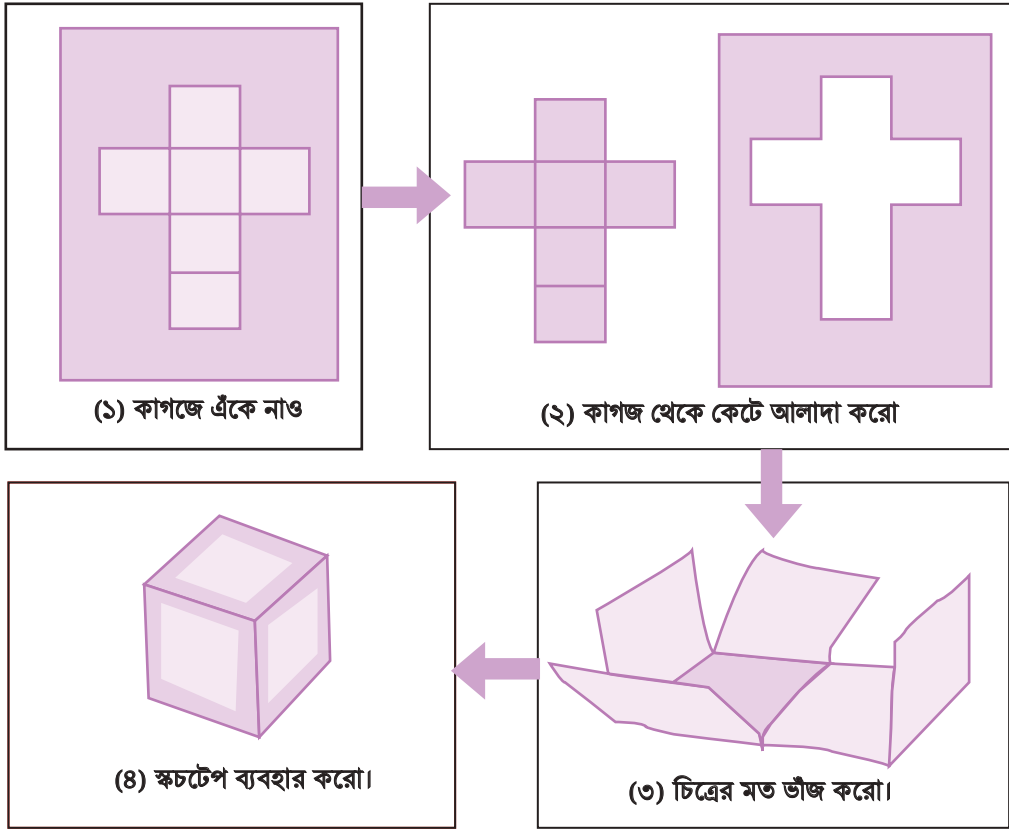 (১) কাগজে এঁকে নাও
(২) কাগজ থেকে কেটে আলাদা করো
(৩) চিত্রের মত ভাঁজ করো।
(৪) স্কচটেপ ব্যবহার করো।